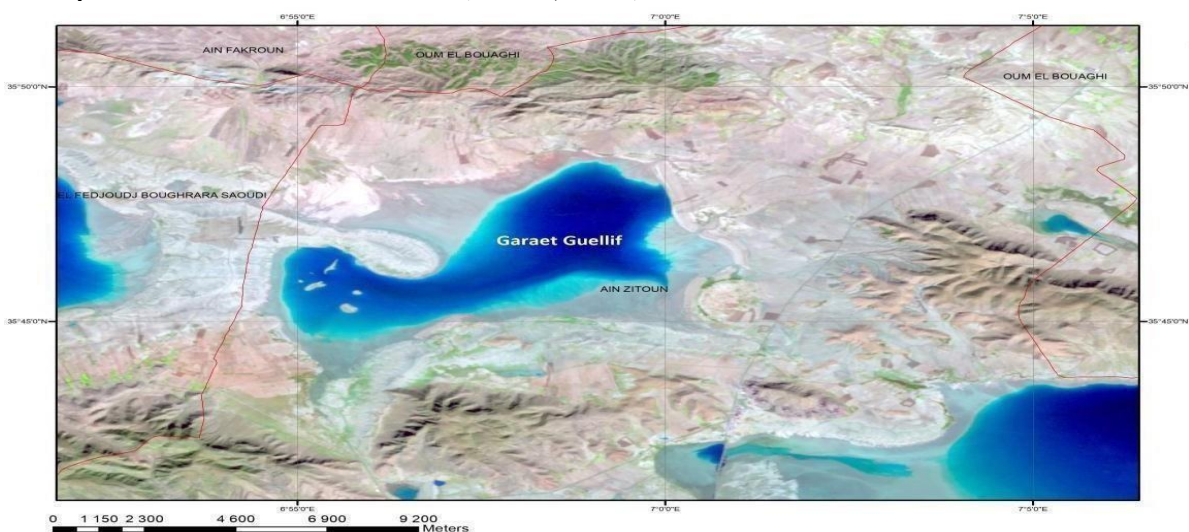 6°55'0"E 7°0'0"E 7°5'0"E
AIN FAKROUN
OUM EL BOUAGHI
OUM EL BOUAGHI
35°50'0"N 35°50'0"N
EL FEDJOUDJ BOUGHRARA SAOUDI
Garaet Guellif
AIN ZITOUN
35°45'0"N 35°45'0"N
6°55'0"E 7°0'0"E 7°5'0"E
0 1 150 2 300 4 600 6 900 9 200
Meters